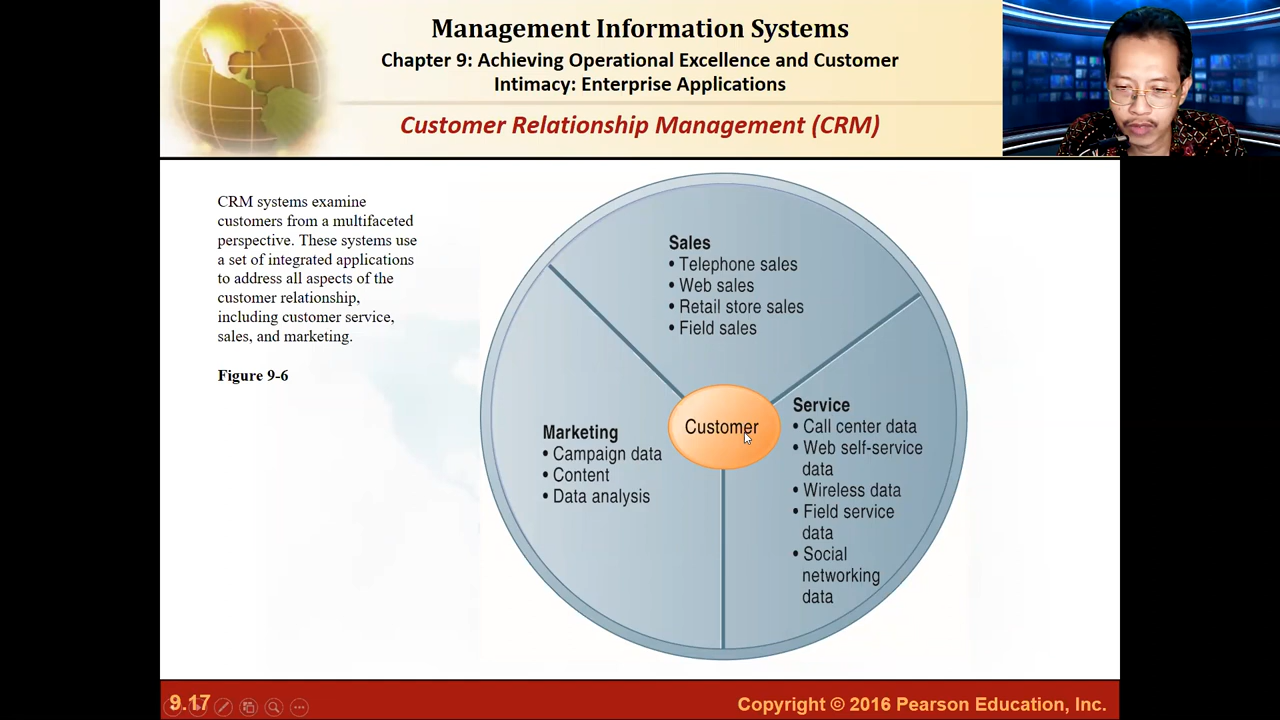 Management Information Systems
Chapter 9: Achieving Operational Excellence and Customer
Intimacy: Enterprise Applications
Customer Relationship Management (CRM)
CRM systems examine
customers from a multifaceted
perspective. These systems use
a set of integrated applications
to address all aspects of the
customer relationship,
including customer service,
sales, and marketing.
Figure 9-6
Sales
• Telephone sales
• Web sales
• Retail store sales
• Field sales
Customer
Marketing
• Campaign data
• Content
• Data analysis
Service
• Call center data
• Web self-service
data
• Wireless data
• Field service
data
• Social
networking
data
9.17
Copyright © 2016 Pearson Education, Inc.